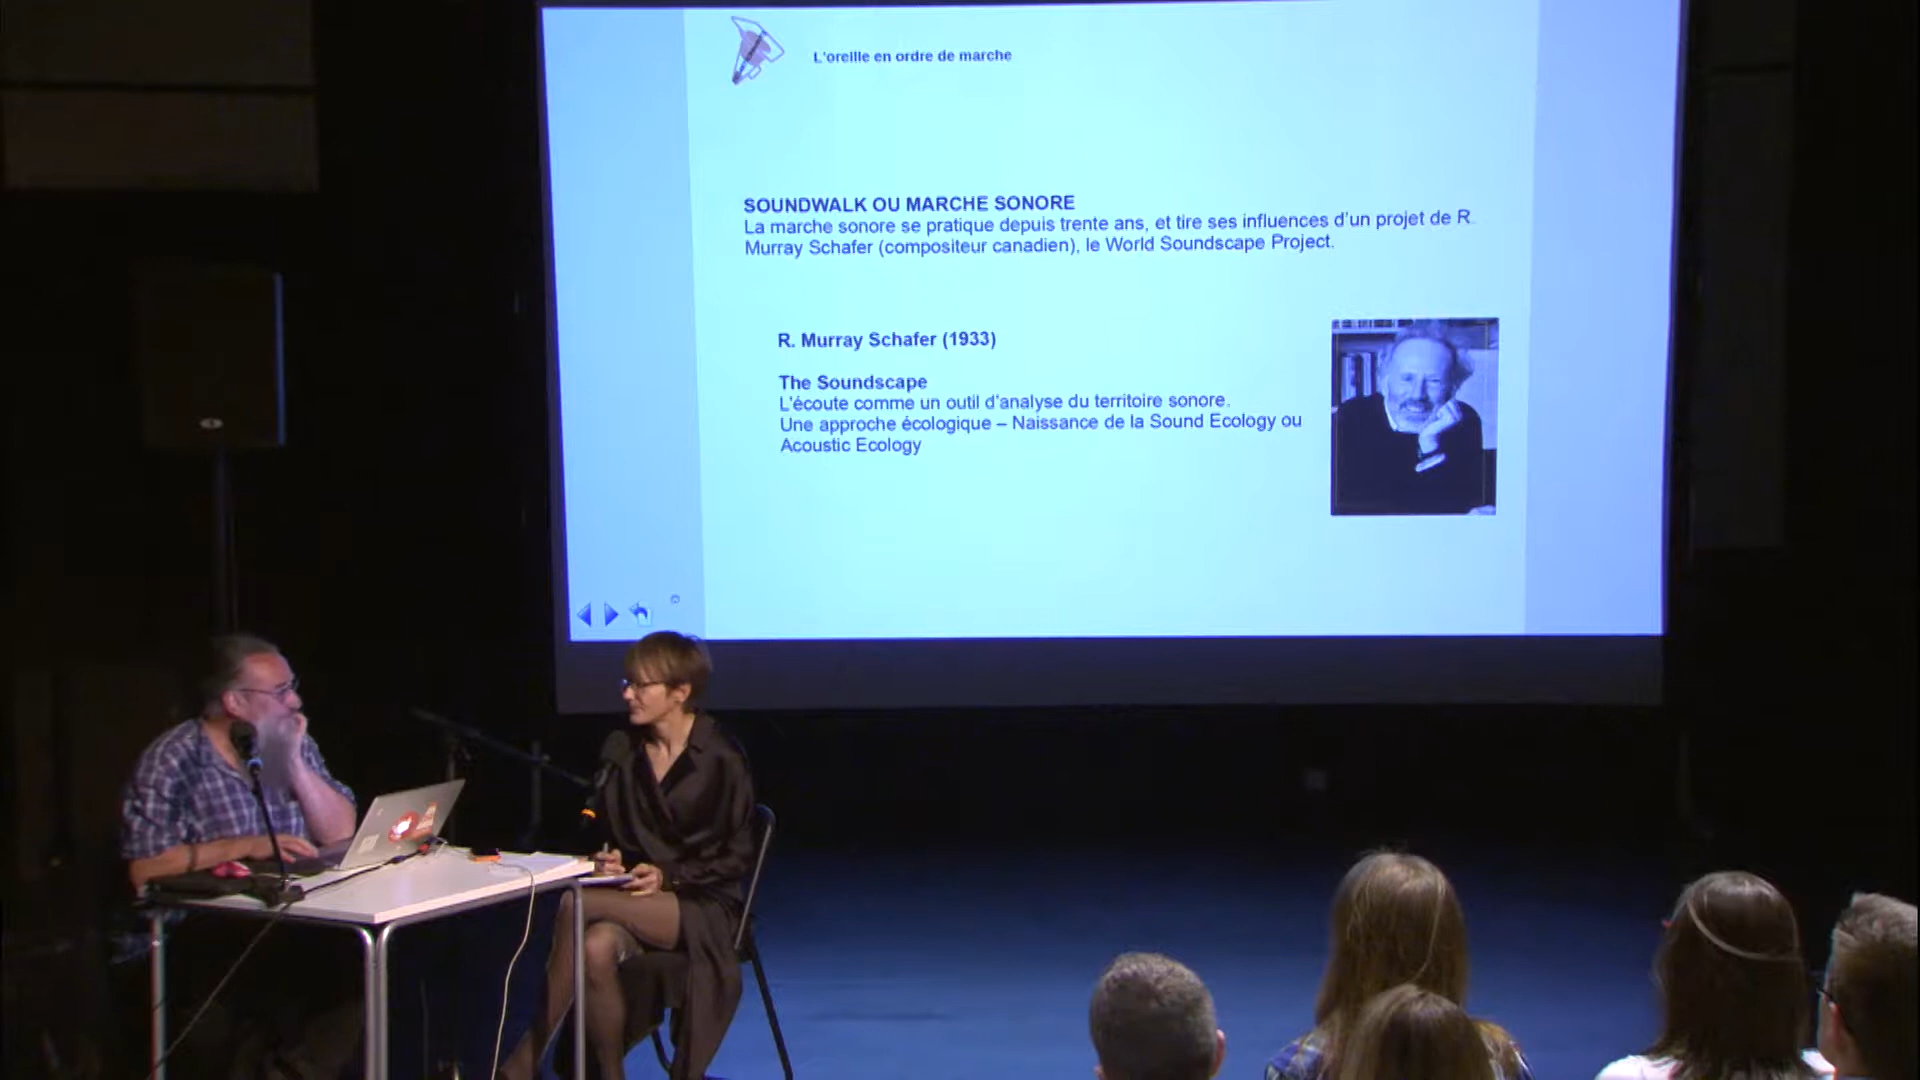 L'oreille en ordre de marche
SOUNDWALK OU MARCHE SONORE
La marche sonore se pratique depuis trente ans, et tire ses influences d'un projet de R.
Murray Schafer (compositeur canadien), le World Soundscape Project.
R. Murray Schafer (1933)
The Soundscape
L'écoute comme un outil d'analyse du territoire sonore.
Une approche écologique – Naissance de la Sound Ecology ou
Acoustic Ecology